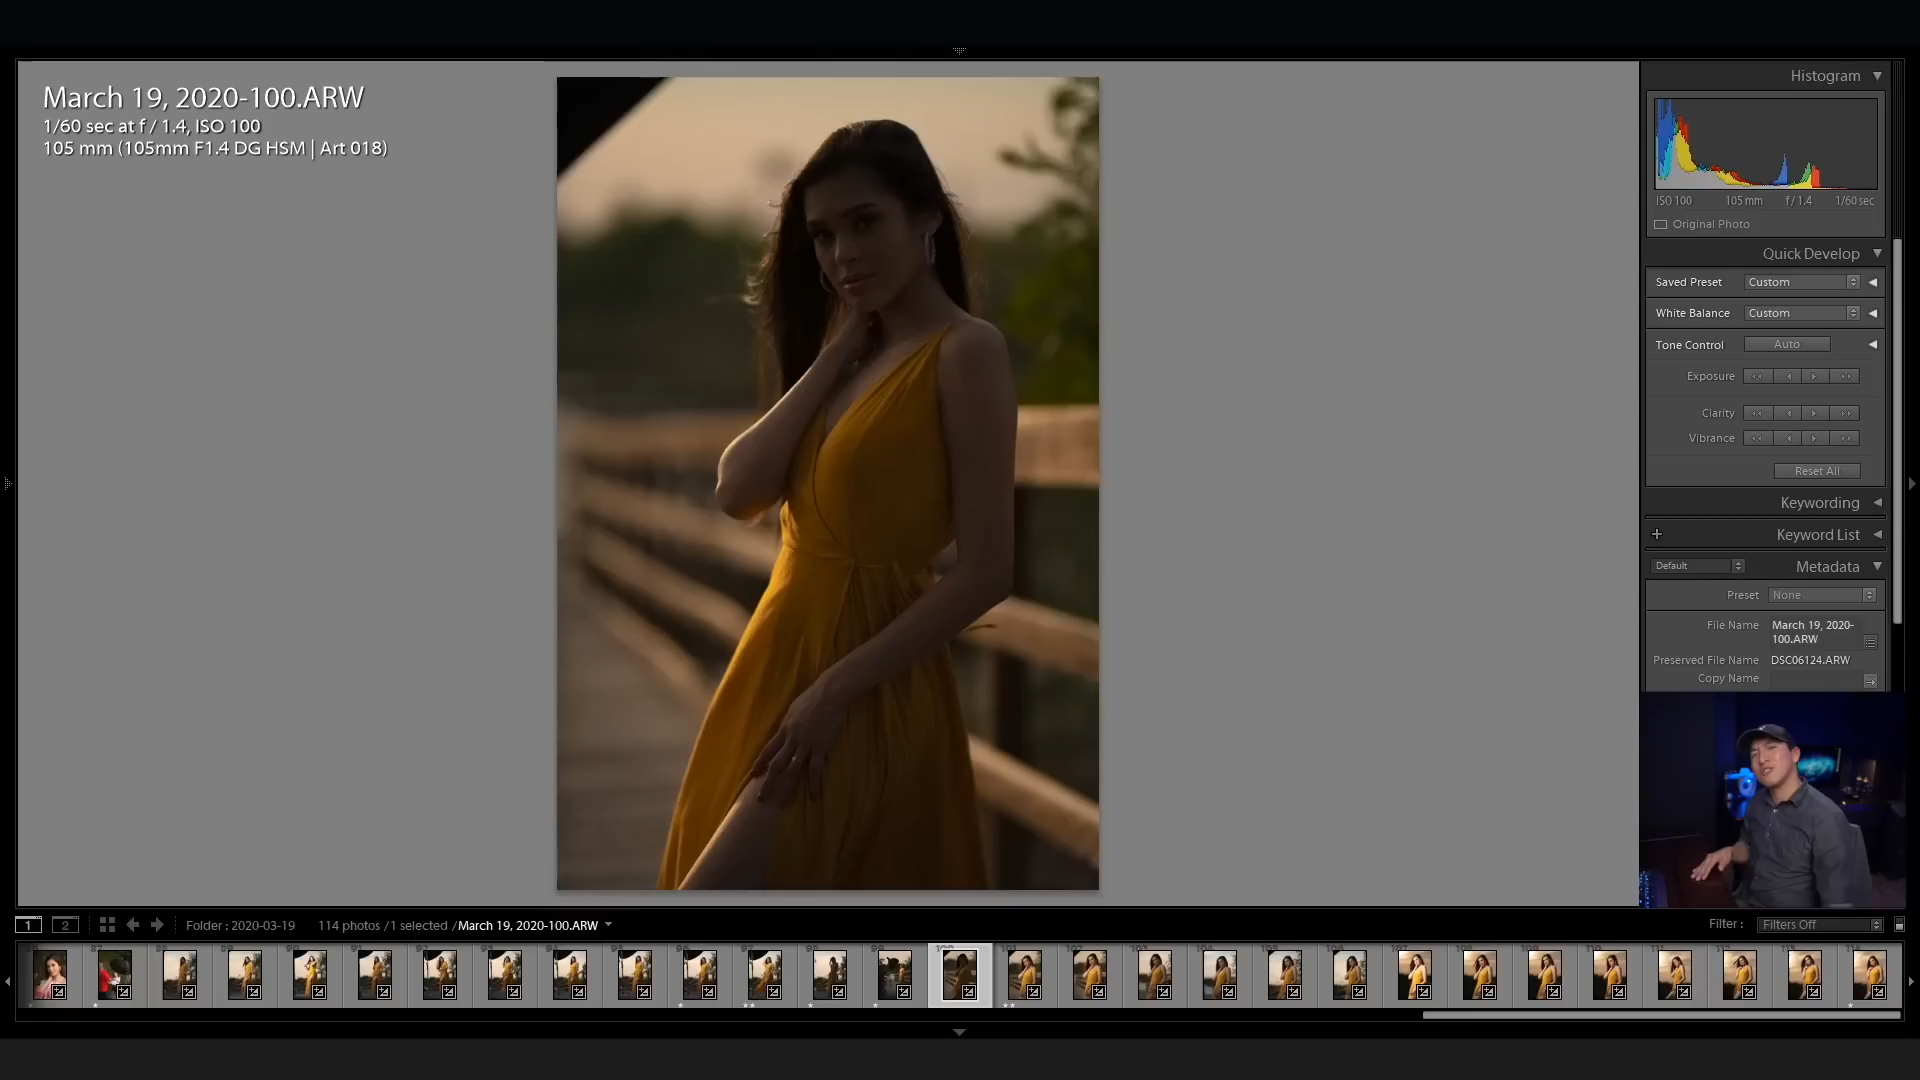 March 19, 2020-100.ARW
1/60 sec at f / 1.4, ISO 100
105 mm (105mm F1.4 DG HSM | Art 018)
Histogram
ISO 100 105 mm f / 1.4 1/60 sec
Original Photo
Quick Develop
Saved Preset Custom
White Balance Custom
Tone Control Auto
Exposure
Clarity
Vibrance
Reset All
Keywording
+ Keyword List
Default Metadata
Preset None
File Name March 19, 2020-
100.ARW
Preserved File Name DSC06124.ARW
Copy Name
1 2 Folder : 2020-03-19 114 photos / 1 selected / March 19, 2020-100.ARW Filter : Filters Off